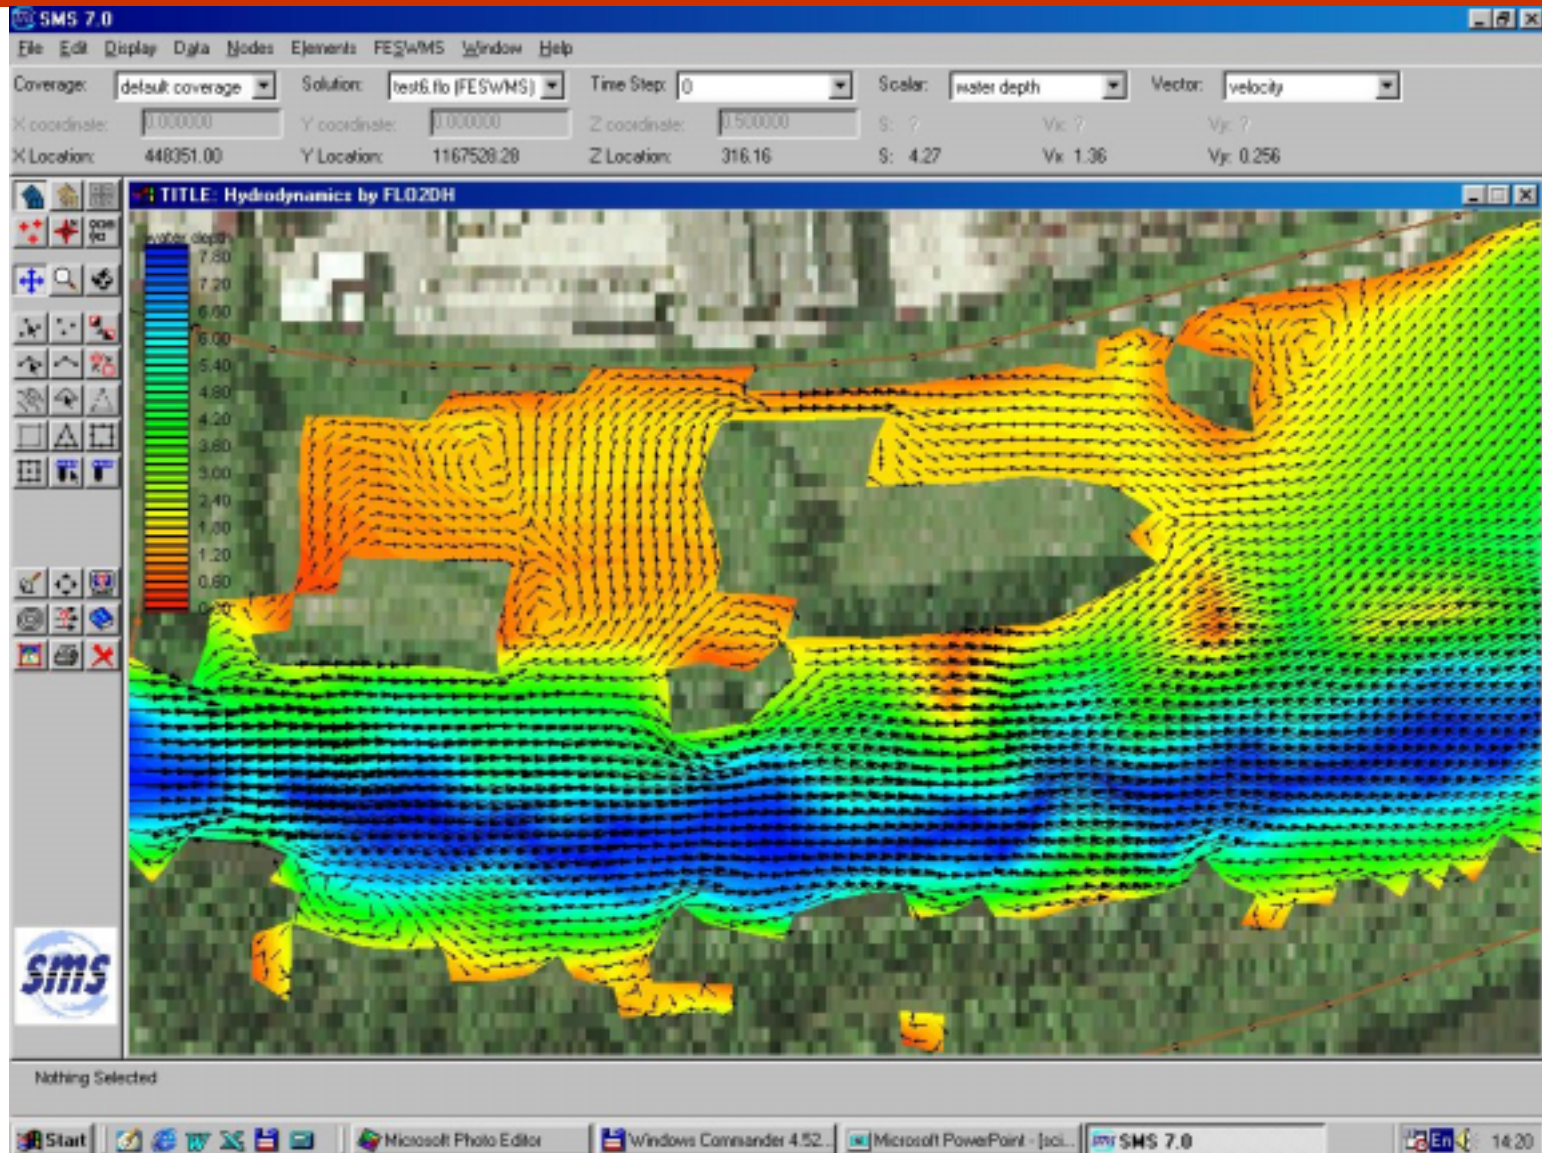 SMS 7.0
File Edit Display Data Nodes Elements FESWMS Window Help
Coverage: default coverage Solution: test6.flo (FESWMS) Time Step: 0 Scalar: water depth Vector: velocity
X coordinate: 0.000000 Y coordinate: 0.000000 Z coordinate: 0.500000 S: ? Vx: ? Vy: ?
X Location: 448351.00 Y Location: 1167528.28 Z Location: 316.16 S: 4.27 Vx: 1.36 Vy: 0.256
TITLE: Hydrodynamics by FLO2DH
water depth
7.80
7.20
6.60
6.00
5.40
4.80
4.20
3.60
3.00
2.40
1.80
1.20
0.60
0.00
sms
Nothing Selected
Start Microsoft Photo Editor Windows Commander 4.52... Microsoft PowerPoint - [sci... SMS 7.0 En 14:20